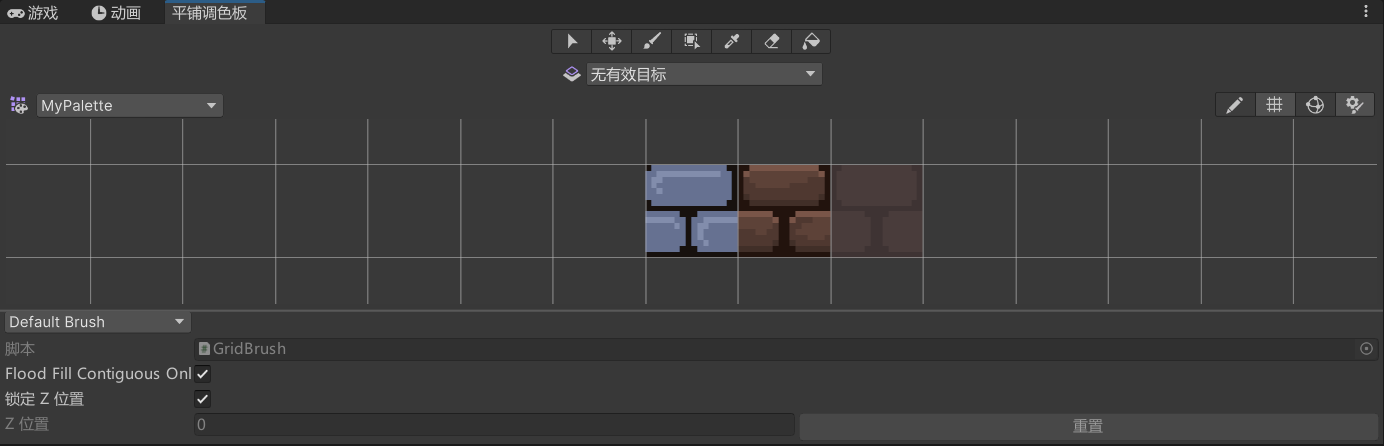 游戏 动画 平铺调色板
无有效目标
MyPalette
Default Brush
脚本 GridBrush
Flood Fill Contiguous Onl
锁定 Z 位置
Z 位置 0 重置